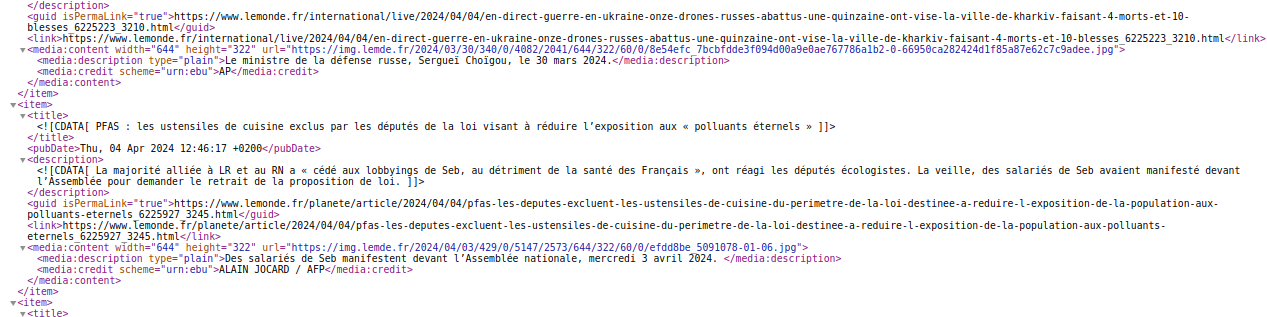 </description>
▼<guid isPermaLink="true">https://www.lemonde.fr/international/live/2024/04/04/en-direct-guerre-en-ukraine-onze-drones-russes-abattus-une-quinzaine-ont-vise-la-ville-de-kharkiv-faisant-4-morts-et-10-
blesses_6225223_3210.html</guid>
<link>https://www.lemonde.fr/international/live/2024/04/04/en-direct-guerre-en-ukraine-onze-drones-russes-abattus-une-quinzaine-ont-vise-la-ville-de-kharkiv-faisant-4-morts-et-10-blesses_6225223_3210.html</link>
▼<media:content width="644" height="322" url="https://img.lemde.fr/2024/03/30/340/0/4082/2041/644/322/60/0/8e54efc_7bcbfdde3f094d00a9e0ae767786a1b2-0-66950ca282424d1f85a87e62c7c9adee.jpg">
<media:description type="plain">Le ministre de la défense russe, Sergueï Choïgou, le 30 mars 2024.</media:description>
<media:credit scheme="urn:ebu">AP</media:credit>
</media:content>
</item>
▼<item>
▼<title>
<![CDATA[ PFAS : les ustensiles de cuisine exclus par les députés de la loi visant à réduire l’exposition aux « polluants éternels » ]]>
</title>
<pubDate>Thu, 04 Apr 2024 12:46:17 +0200</pubDate>
▼<description>
<![CDATA[ La majorité alliée à LR et au RN a « cédé aux lobbyings de Seb, au détriment de la santé des Français », ont réagi les députés écologistes. La veille, des salariés de Seb avaient manifesté devant
l’Assemblée pour demander le retrait de la proposition de loi. ]]>
</description>
<guid isPermaLink="true">https://www.lemonde.fr/planete/article/2024/04/04/pfas-les-deputes-excluent-les-ustensiles-de-cuisine-du-perimetre-de-la-loi-destinee-a-reduire-l-exposition-de-la-population-aux-
polluants-eternels_6225927_3245.html</guid>
<link>https://www.lemonde.fr/planete/article/2024/04/04/pfas-les-deputes-excluent-les-ustensiles-de-cuisine-du-perimetre-de-la-loi-destinee-a-reduire-l-exposition-de-la-population-aux-polluants-
eternels_6225927_3245.html</link>
▼<media:content width="644" height="322" url="https://img.lemde.fr/2024/04/03/429/0/5147/2573/644/322/60/0/efdd8be_5091078-01-06.jpg">
<media:description type="plain">Des salariés de Seb manifestent devant l’Assemblée nationale, mercredi 3 avril 2024. </media:description>
<media:credit scheme="urn:ebu">ALAIN JOCARD / AFP</media:credit>
</media:content>
</item>
▼<item>
▼<title>